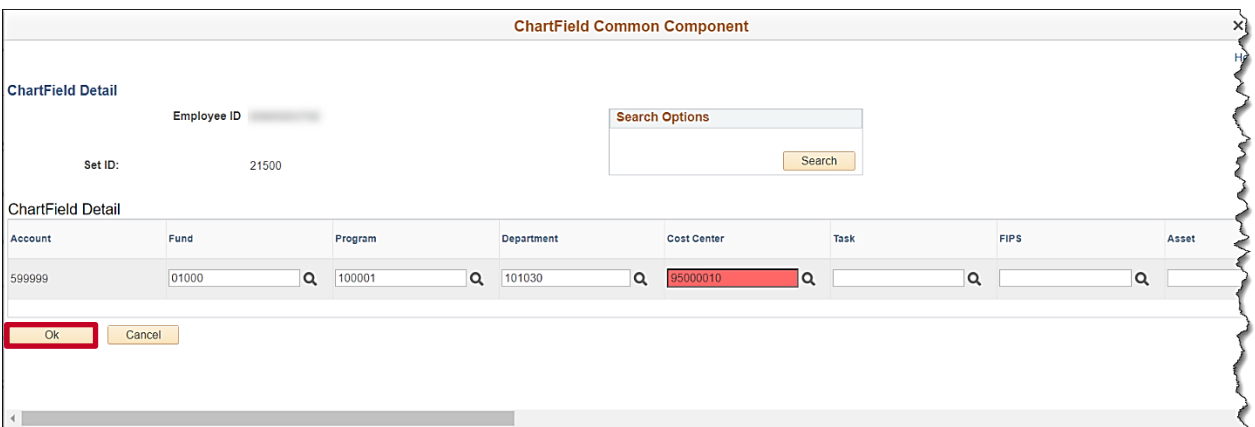 ChartField Common Component
ChartField Detail
Employee ID
Search Options
Search
Set ID: 21500
ChartField Detail
Account Fund Program Department Cost Center Task FIPS Asset
599999 01000 100001 101030 95000010
Ok Cancel